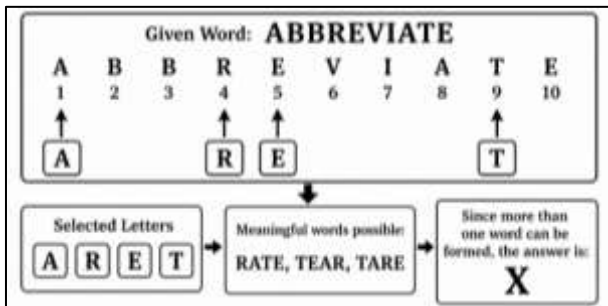 Given Word: ABBREVIATE
A B B R E V I A T E
1 2 3 4 5 6 7 8 9 10
A R E T
Selected Letters
A R E T
Meaningful words possible:
RATE, TEAR, TARE
Since more than
one word can be
formed, the answer is:
X